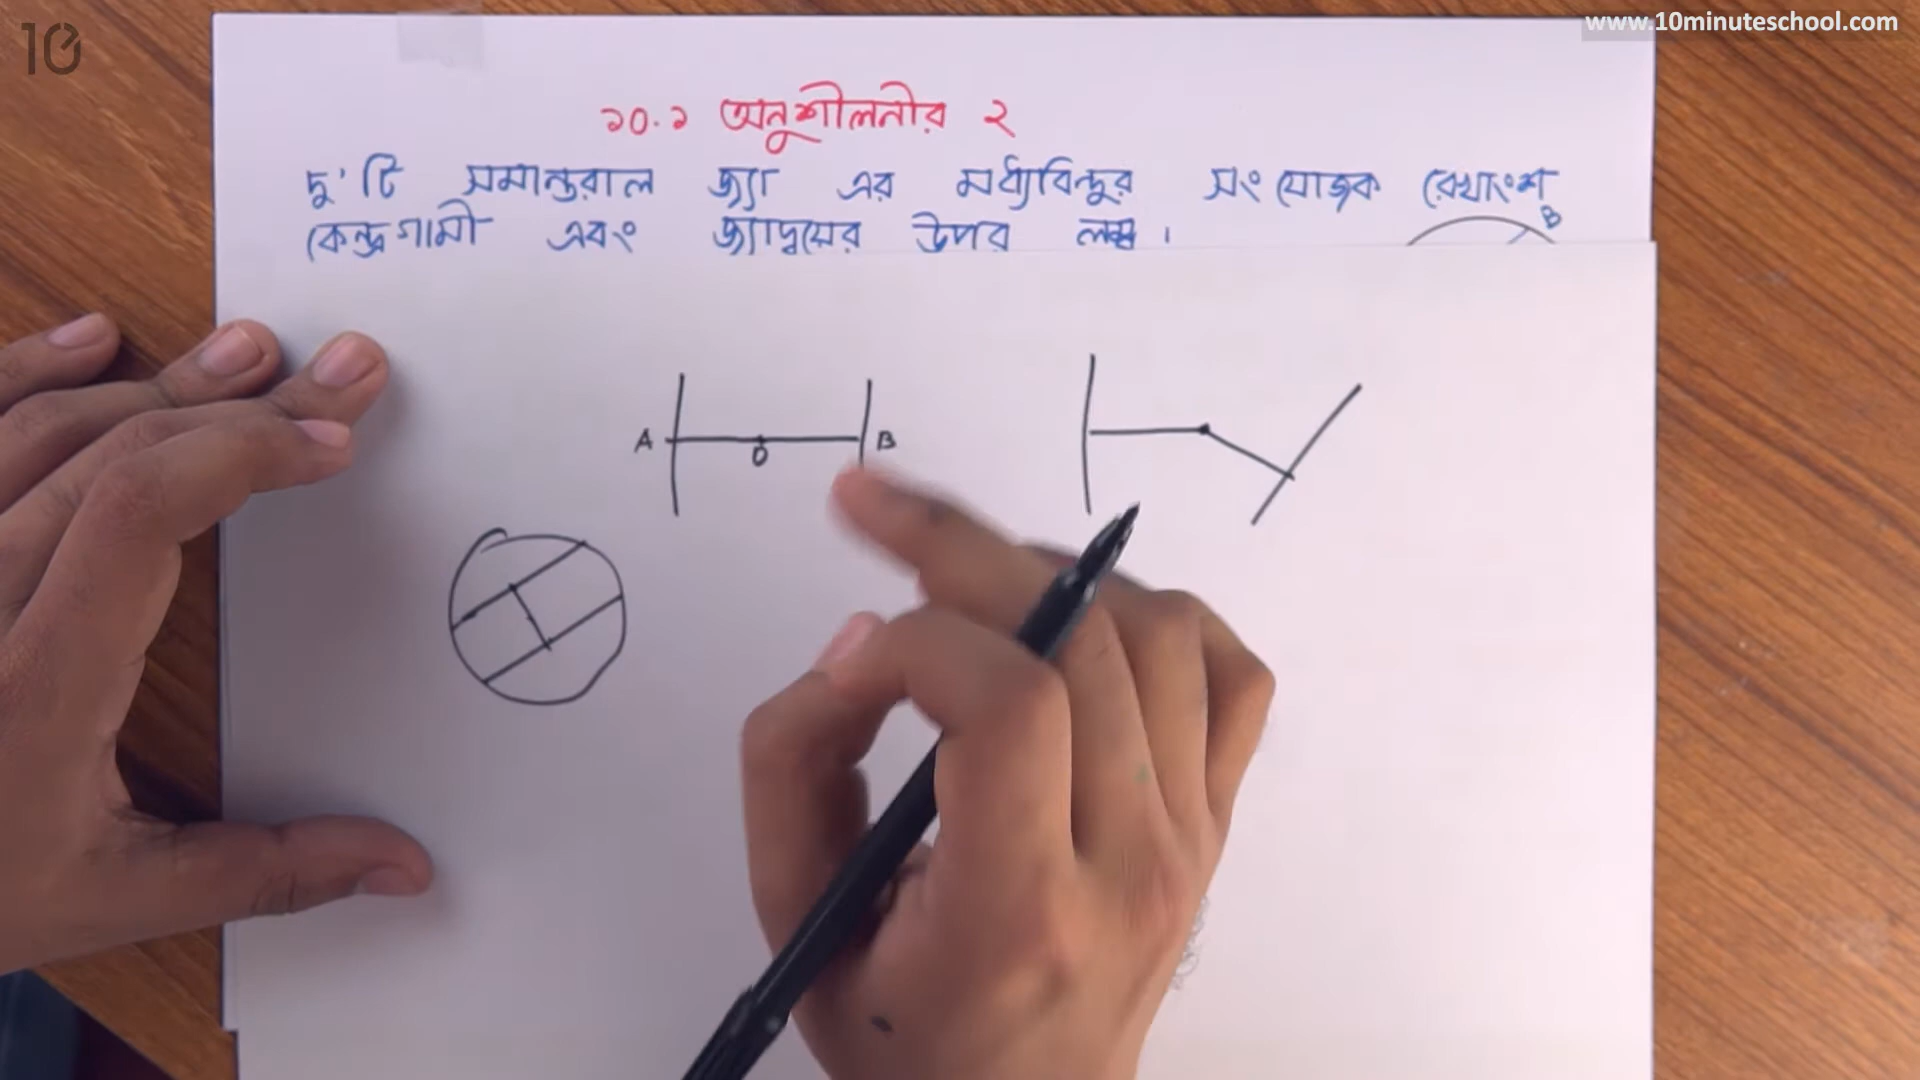 10
www.10minuteschool.com
১০.১ অনুশীলনীর ২
দু'টি সমান্তরাল জ্যা এর মধ্যবিন্দুর সংযোজক রেখাংশ
কেন্দ্রগামী এবং জ্যাদ্বয়ের উপর লম্ব।
B
A O B